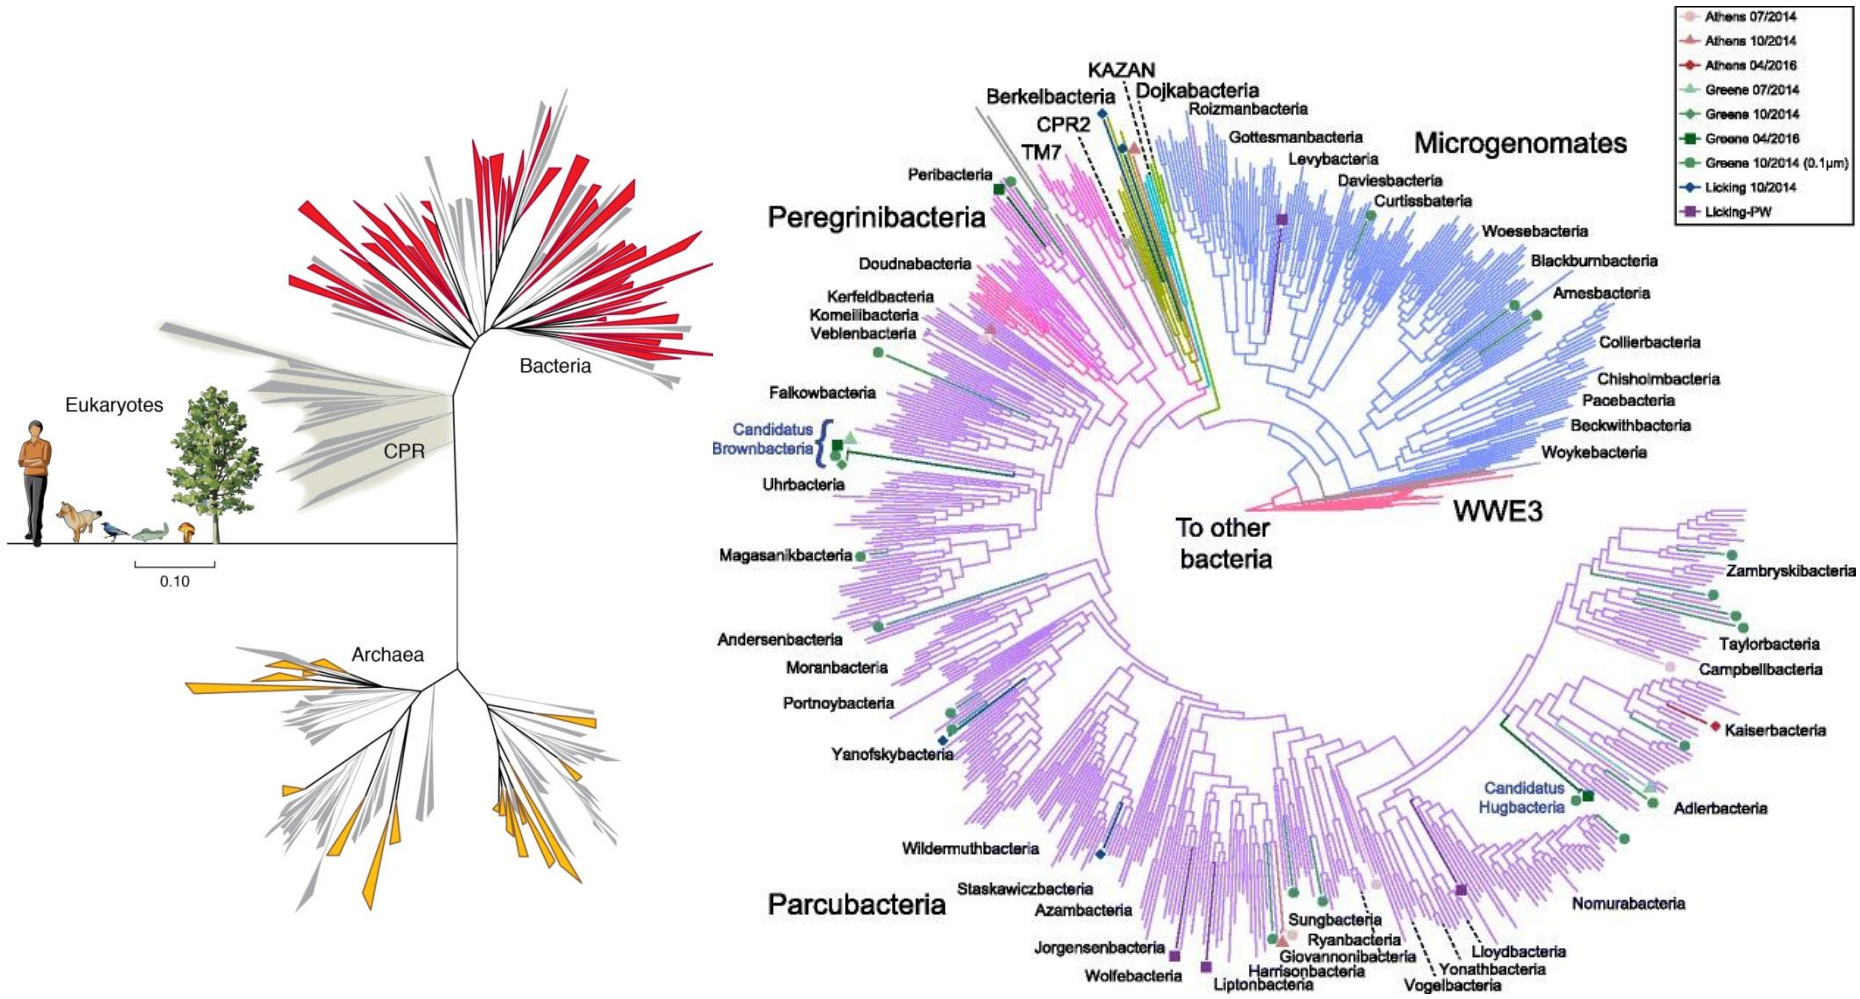 Eukaryotes
Bacteria
CPR
0.10
Archaea
Athens 07/2014
Athens 10/2014
Athens 04/2016
Greene 07/2014
Greene 10/2014
Greene 04/2016
Greene 10/2014 (0.1µm)
Licking 10/2014
Licking-PW
KAZAN
Berkelbacteria
Dojkabacteria
CPR2
TM7
Roizmanbacteria
Gottesmanbacteria
Levybacteria
Daviesbacteria
Curtissbateria
Microgenomates
Woesebacteria
Blackburnbacteria
Amesbacteria
Collierbacteria
Chisholmbacteria
Pacebacteria
Beckwithbacteria
Woykebacteria
WWE3
To other
bacteria
Peribacteria
Peregrinibacteria
Doudnabacteria
Kerfeldbacteria
Komeilibacteria
Veblenbacteria
Falkowbacteria
Candidatus
Brownbacteria
Uhrbacteria
Magasanikbacteria
Andersenbacteria
Moranbacteria
Portnoybacteria
Yanofskybacteria
Wildermuthbacteria
Staskawiczbacteria
Parcubacteria
Azambacteria
Jorgensenbacteria
Wolfebacteria
Liptonbacteria
Harrisonbacteria
Giovannonibacteria
Ryanbacteria
Sungbacteria
Vogelbacteria
Yonathbacteria
Lloydbacteria
Nomurabacteria
Candidatus
Hugbacteria
Adlerbacteria
Kaiserbacteria
Campbellbacteria
Taylorbacteria
Zambryskibacteria